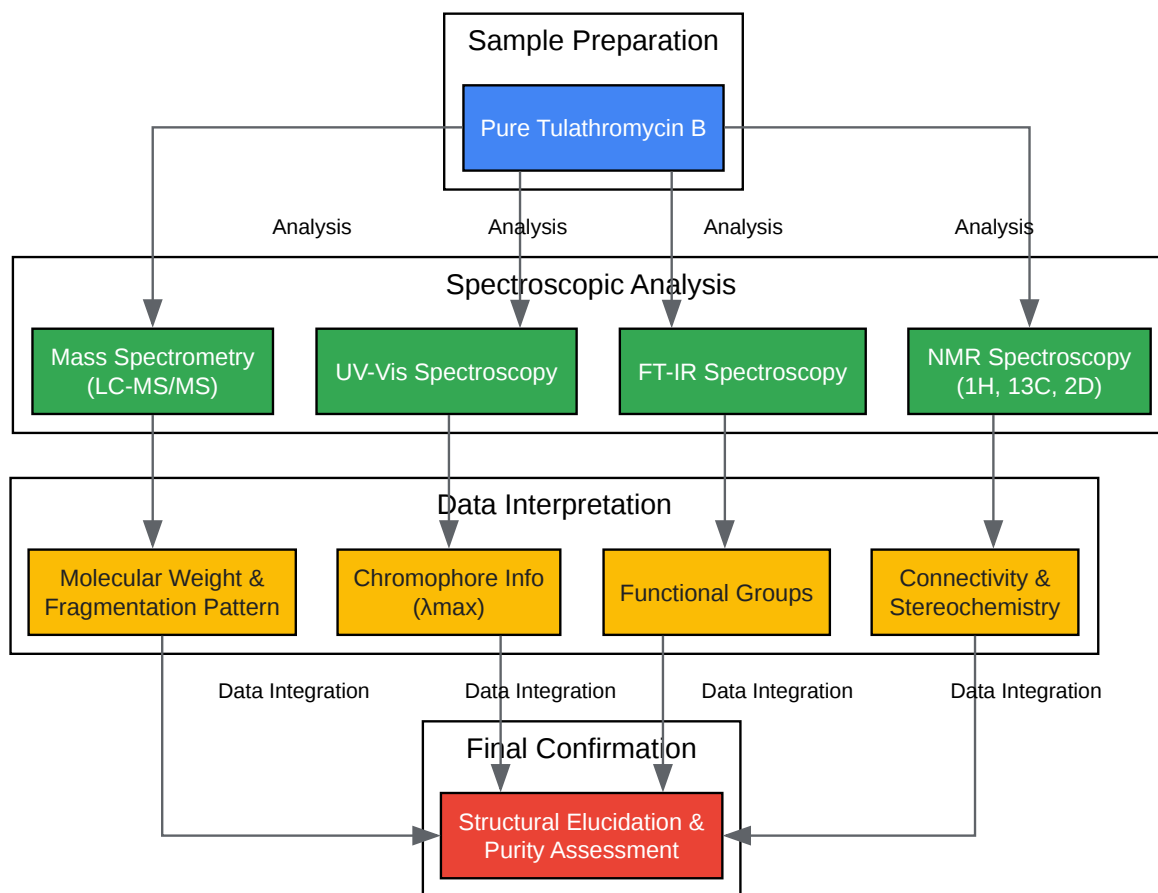 Sample Preparation
Pure Tulathromycin B
Analysis
Analysis
Analysis
Analysis
Spectroscopic Analysis
Mass Spectrometry
(LC-MS/MS)
UV-Vis Spectroscopy
FT-IR Spectroscopy
NMR Spectroscopy
(1H, 13C, 2D)
Data Interpretation
Molecular Weight &
Fragmentation Pattern
Chromophore Info
(λmax)
Functional Groups
Connectivity &
Stereochemistry
Data Integration
Data Integration
Data Integration
Data Integration
Final Confirmation
Structural Elucidation &
Purity Assessment